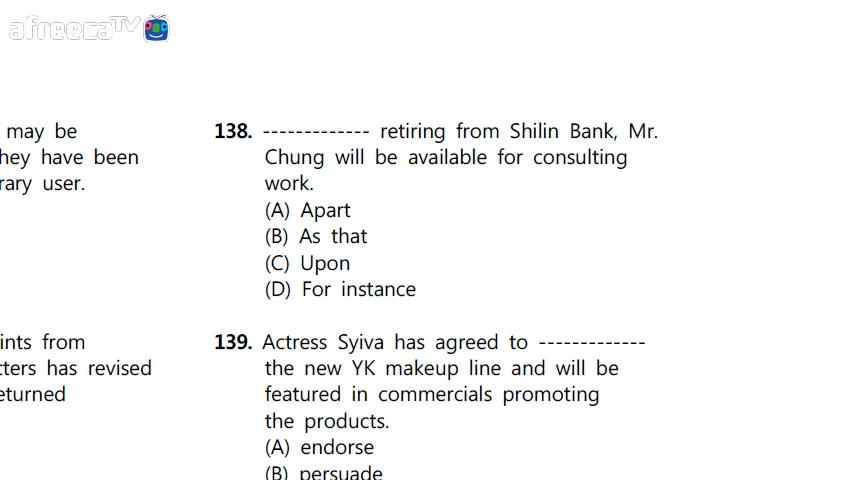 afreecaTV
may be
hey have been
rary user.
ints from
tters has revised
eturned
138. ------------- retiring from Shilin Bank, Mr.
Chung will be available for consulting
work.
(A) Apart
(B) As that
(C) Upon
(D) For instance
139. Actress Syiva has agreed to -------------
the new YK makeup line and will be
featured in commercials promoting
the products.
(A) endorse
(B) persuade